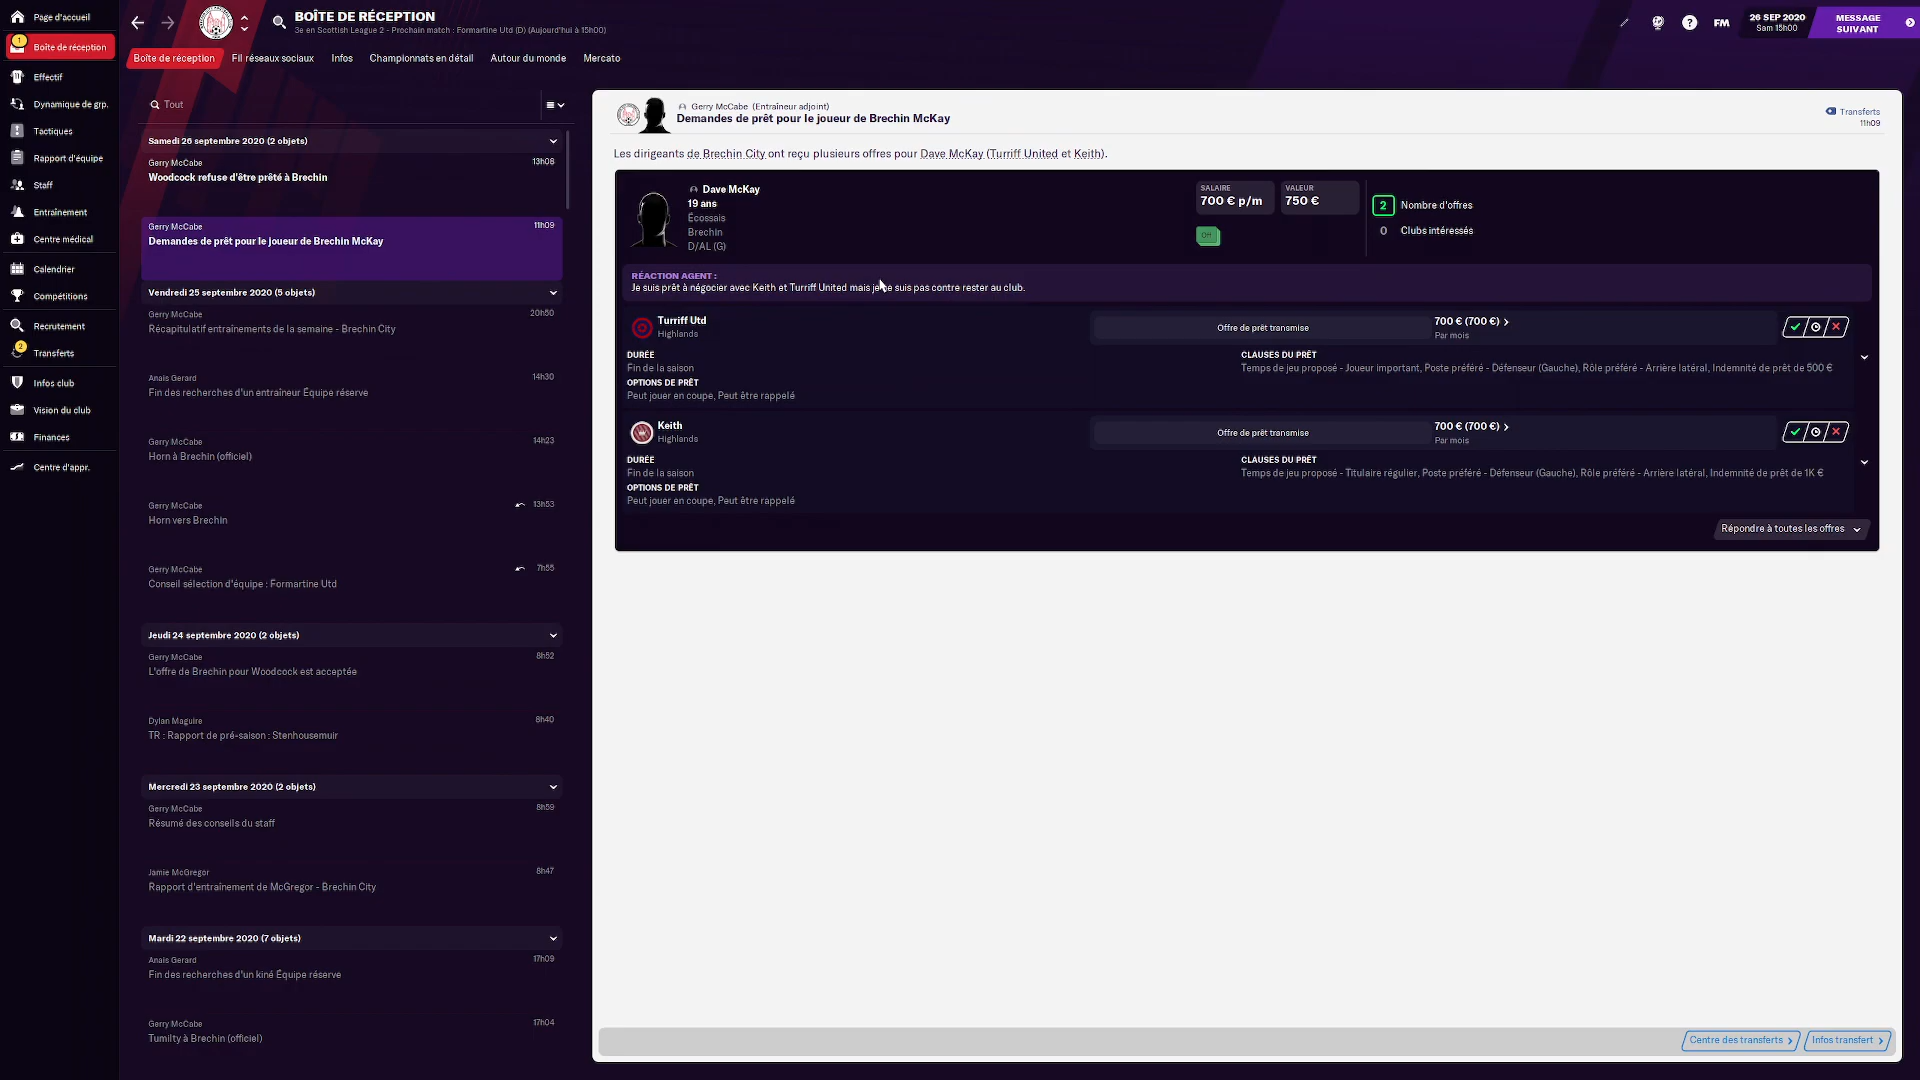 Page d'accueil
1
Boîte de réception
Effectif
Dynamique de grp.
Tactiques
Rapport d'équipe
Staff
Entraînement
Centre médical
Calendrier
Compétitions
Recrutement
2
Transferts
Infos club
Vision du club
Finances
Centre d'appr.
BOÎTE DE RÉCEPTION
3e en Scottish League 2 - Prochain match : Formartine Utd (D) (Aujourd'hui à 15h00)
FM
26 SEP 2020
Sam 15h00
MESSAGE
SUIVANT
Boîte de réception
Fil réseaux sociaux
Infos
Championnats en détail
Autour du monde
Mercato
Tout
Samedi 26 septembre 2020 (2 objets)
Gerry McCabe 13h08
Woodcock refuse d'être prêté à Brechin
Gerry McCabe 11h09
Demandes de prêt pour le joueur de Brechin McKay
Vendredi 25 septembre 2020 (5 objets)
Gerry McCabe 20h50
Récapitulatif entraînements de la semaine - Brechin City
Anais Gerard 14h30
Fin des recherches d'un entraîneur Équipe réserve
Gerry McCabe 14h23
Horn à Brechin (officiel)
Gerry McCabe 13h53
Horn vers Brechin
Gerry McCabe 7h55
Conseil sélection d'équipe : Formartine Utd
Jeudi 24 septembre 2020 (2 objets)
Gerry McCabe 8h52
L'offre de Brechin pour Woodcock est acceptée
Dylan Maguire 8h40
TR : Rapport de pré-saison : Stenhousemuir
Mercredi 23 septembre 2020 (2 objets)
Gerry McCabe 8h59
Résumé des conseils du staff
Jamie McGregor 8h47
Rapport d'entraînement de McGregor - Brechin City
Mardi 22 septembre 2020 (7 objets)
Anais Gerard 17h09
Fin des recherches d'un kiné Équipe réserve
Gerry McCabe 17h04
Tumilty à Brechin (officiel)
Gerry McCabe (Entraîneur adjoint)
Demandes de prêt pour le joueur de Brechin McKay
Transferts
11h09
Les dirigeants de Brechin City ont reçu plusieurs offres pour Dave McKay (Turriff United et Keith).
Dave McKay
19 ans
Écossais
Brechin
D/AL (G)
SALAIRE
700 € p/m
VALEUR
750 €
Off
2 Nombre d'offres
0 Clubs intéressés
RÉACTION AGENT :
Je suis prêt à négocier avec Keith et Turriff United mais je suis pas contre rester au club.
Turriff Utd
Highlands
Offre de prêt transmise
700 € (700 €)
Par mois
DURÉE
Fin de la saison
OPTIONS DE PRÊT
Peut jouer en coupe, Peut être rappelé
CLAUSES DU PRÊT
Temps de jeu proposé - Joueur important, Poste préféré - Défenseur (Gauche), Rôle préféré - Arrière latéral, Indemnité de prêt de 500 €
Keith
Highlands
Offre de prêt transmise
700 € (700 €)
Par mois
DURÉE
Fin de la saison
OPTIONS DE PRÊT
Peut jouer en coupe, Peut être rappelé
CLAUSES DU PRÊT
Temps de jeu proposé - Titulaire régulier, Poste préféré - Défenseur (Gauche), Rôle préféré - Arrière latéral, Indemnité de prêt de 1K €
Répondre à toutes les offres
Centre des transferts
Infos transfert